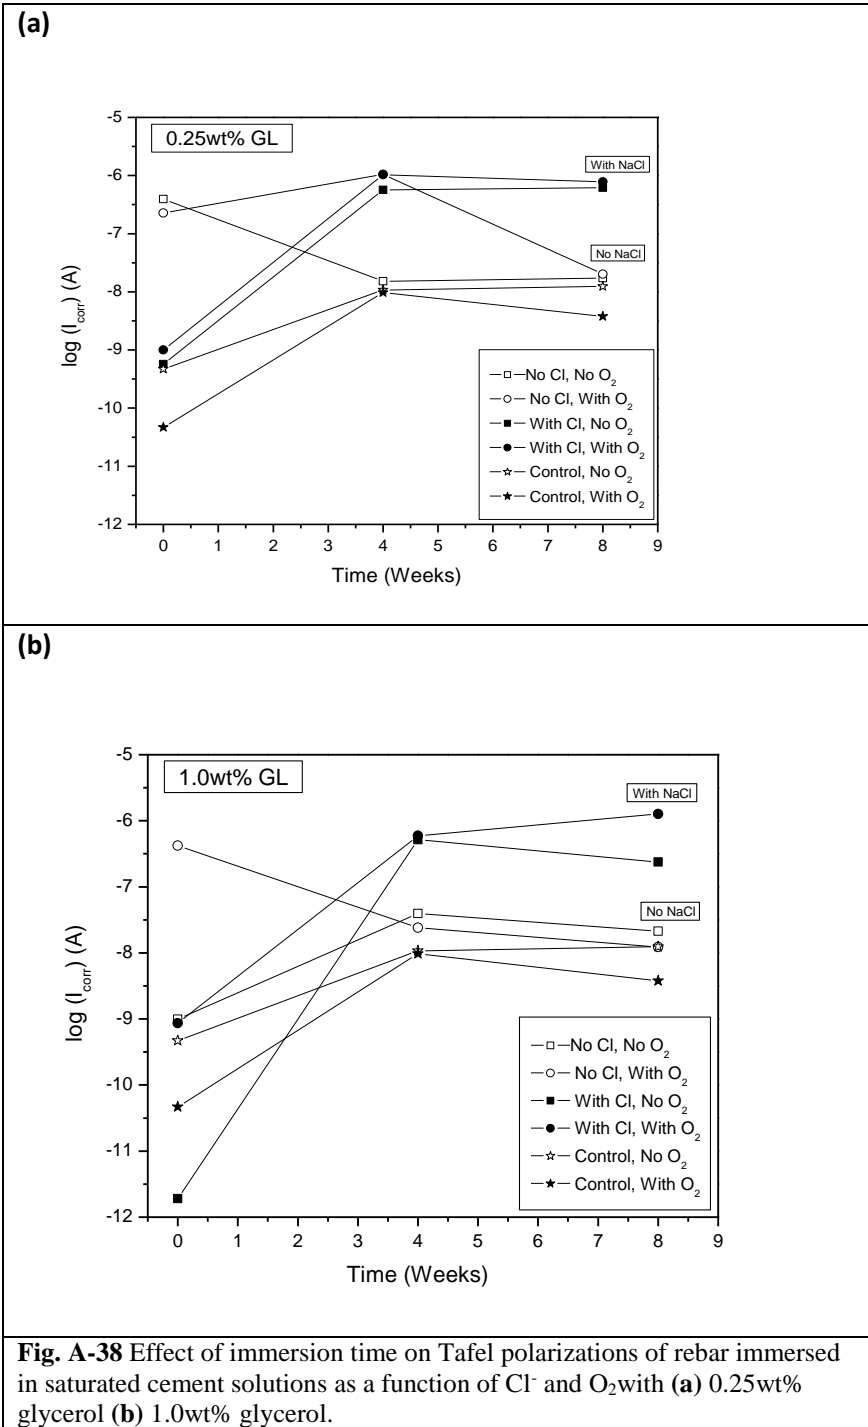 (a)
0.25wt% GL
With NaCl
No NaCl
log (Icorr) (A)
-5
-6
-7
-8
-9
-10
-11
-12
No Cl, No O2
No Cl, With O2
With Cl, No O2
With Cl, With O2
Control, No O2
Control, With O2
0 1 2 3 4 5 6 7 8 9
Time (Weeks)
(b)
1.0wt% GL
With NaCl
No NaCl
log (Icorr) (A)
-5
-6
-7
-8
-9
-10
-11
-12
No Cl, No O2
No Cl, With O2
With Cl, No O2
With Cl, With O2
Control, No O2
Control, With O2
0 1 2 3 4 5 6 7 8 9
Time (Weeks)
Fig. A-38 Effect of immersion time on Tafel polarizations of rebar immersed
in saturated cement solutions as a function of Cl- and O2with (a) 0.25wt%
glycerol (b) 1.0wt% glycerol.